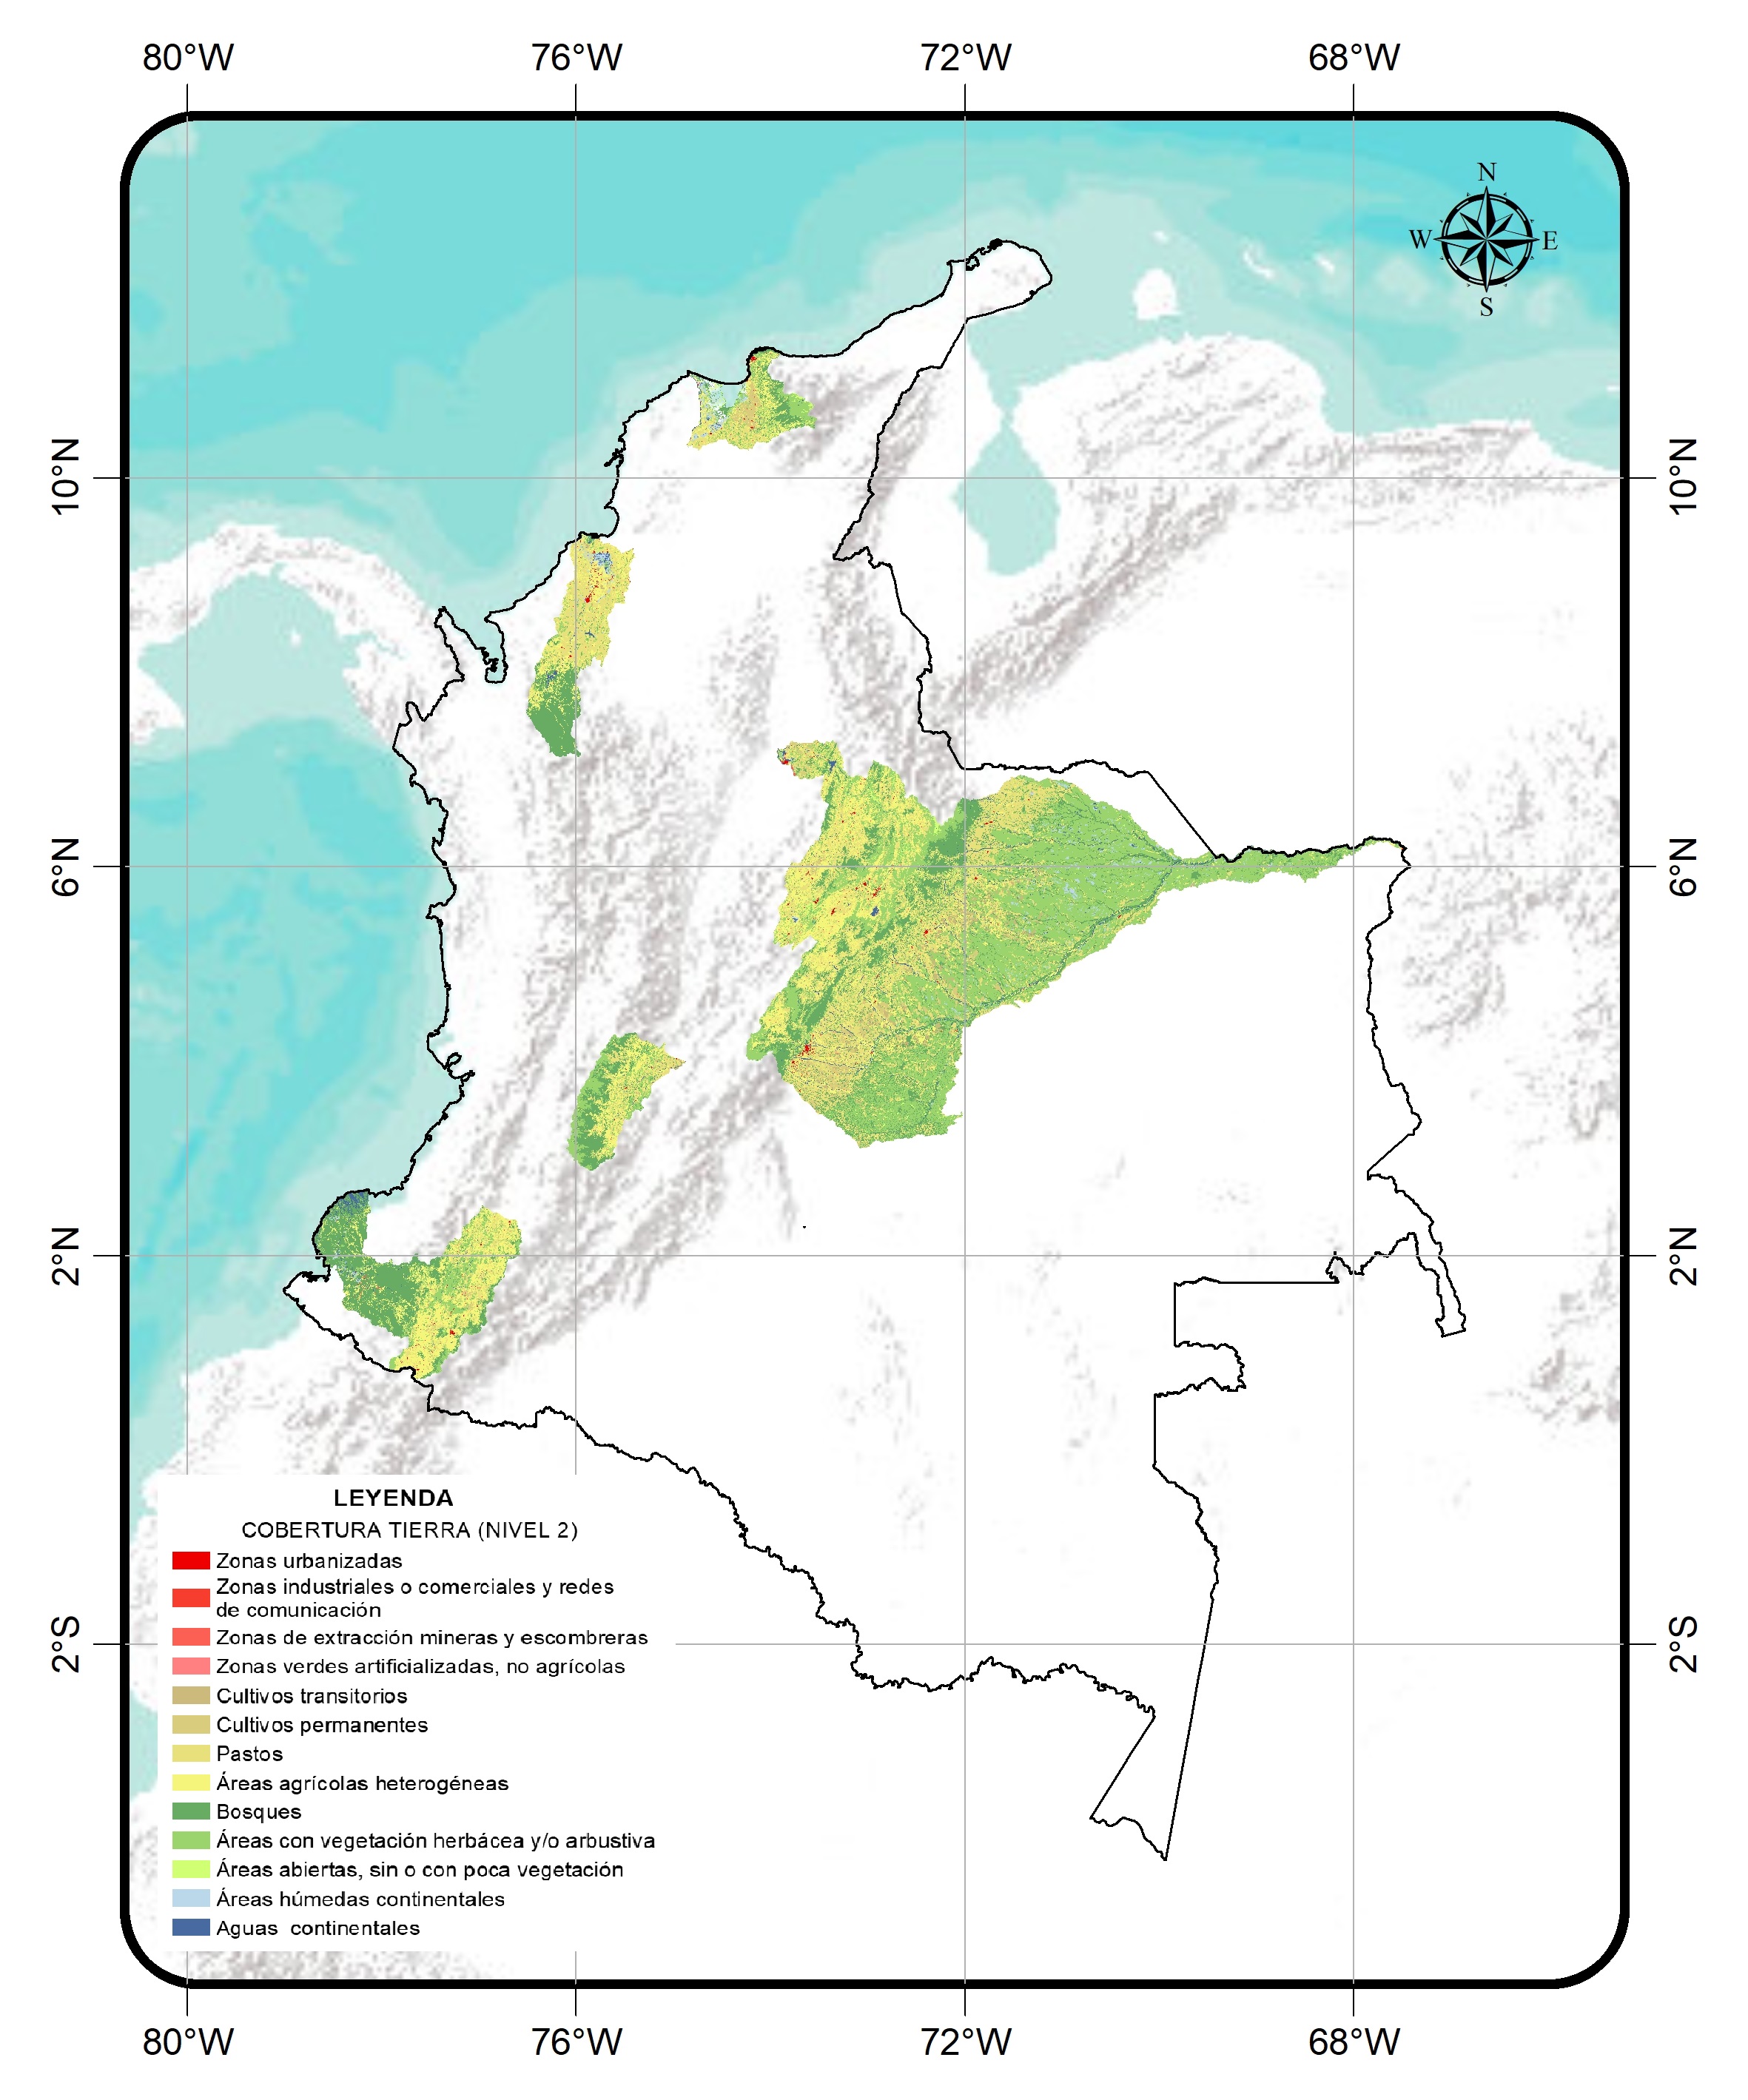 80°W 76°W 72°W 68°W
N
W E
S
10°N 10°N
6°N 6°N
2°N 2°N
LEYENDA
COBERTURA TIERRA (NIVEL 2)
Zonas urbanizadas
Zonas industriales o comerciales y redes
de comunicación
Zonas de extracción mineras y escombreras
2°S 2°S
Zonas verdes artificializadas, no agrícolas
Cultivos transitorios
Cultivos permanentes
Pastos
Áreas agrícolas heterogéneas
Bosques
Áreas con vegetación herbácea y/o arbustiva
Áreas abiertas, sin o con poca vegetación
Áreas húmedas continentales
Aguas continentales
80°W 76°W 72°W 68°W